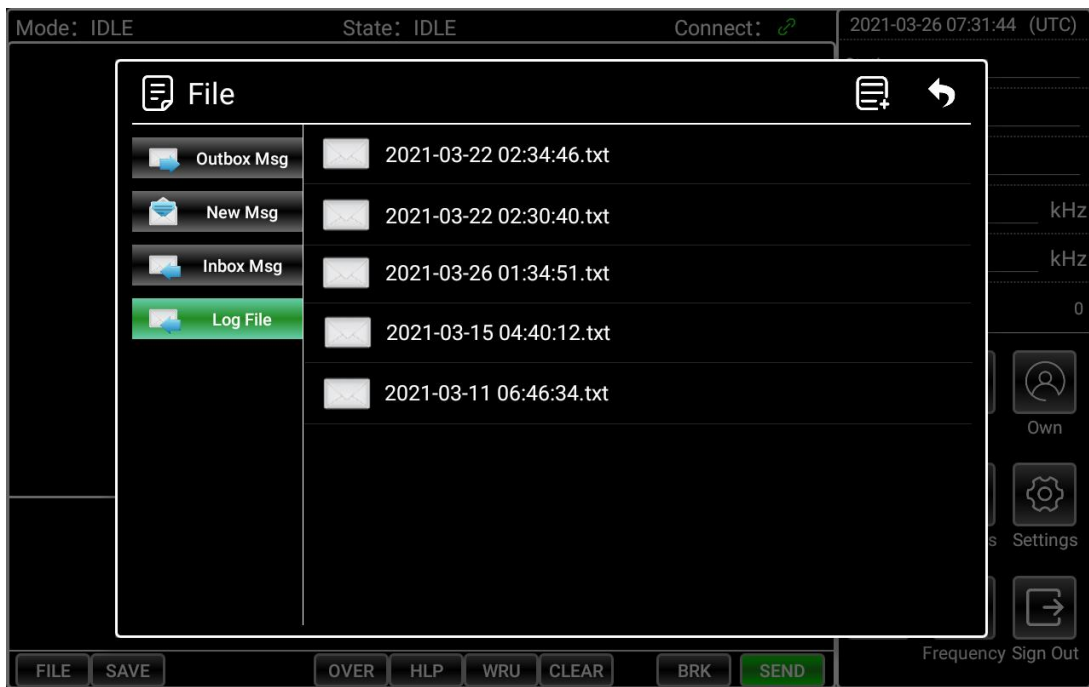 Mode: IDLE State: IDLE Connect: 2021-03-26 07:31:44 (UTC)
File
Outbox Msg
New Msg
Inbox Msg
Log File
2021-03-22 02:34:46.txt
2021-03-22 02:30:40.txt
2021-03-26 01:34:51.txt
2021-03-15 04:40:12.txt
2021-03-11 06:46:34.txt
kHz
kHz
0
Own
s Settings
Frequency Sign Out
FILE SAVE OVER HLP WRU CLEAR BRK SEND